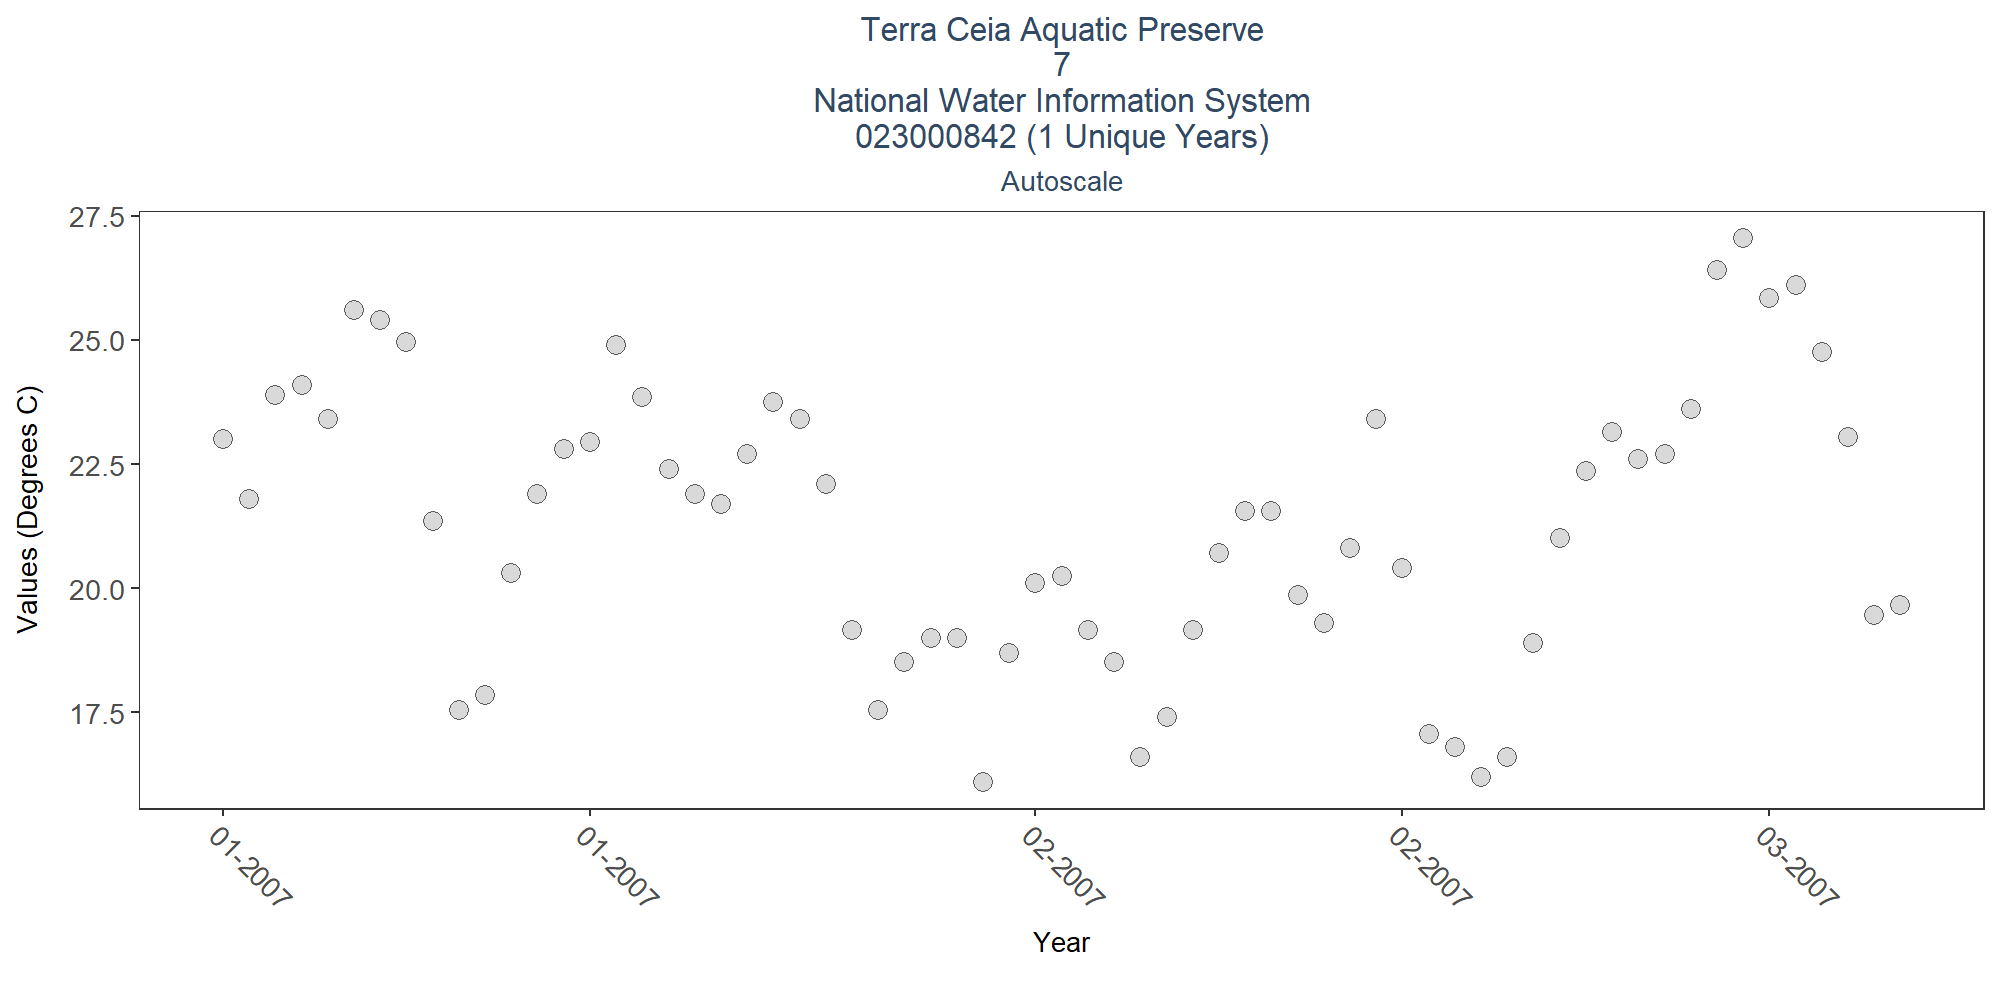 Terra Ceia Aquatic Preserve
7
National Water Information System
023000842 (1 Unique Years)
Autoscale
27.5
25.0
22.5
20.0
17.5
Values (Degrees C)
01-2007
01-2007
02-2007
02-2007
03-2007
Year